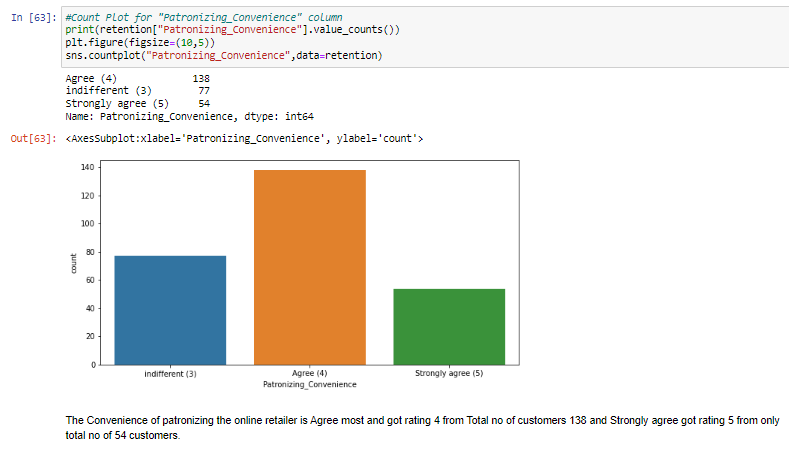 In [63]: #Count Plot for "Patronizing_Convenience" column
print(retention["Patronizing_Convenience"].value_counts())
plt.figure(figsize=(10,5))
sns.countplot("Patronizing_Convenience",data=retention)
Agree (4) 138
indifferent (3) 77
Strongly agree (5) 54
Name: Patronizing_Convenience, dtype: int64
Out[63]: <AxesSubplot:xlabel='Patronizing_Convenience', ylabel='count'>
140
120
100
80
60
40
20
0
count
indifferent (3) Agree (4) Strongly agree (5)
Patronizing_Convenience
The Convenience of patronizing the online retailer is Agree most and got rating 4 from Total no of customers 138 and Strongly agree got rating 5 from only
total no of 54 customers.